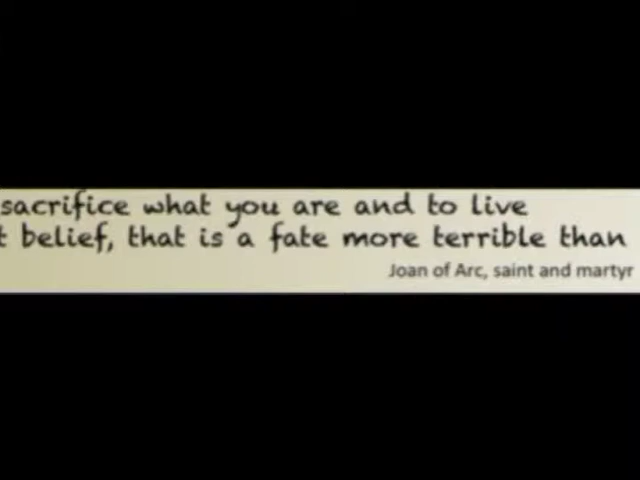 sacrifice what you are and to live
t belief, that is a fate more terrible than
Joan of Arc, saint and martyr